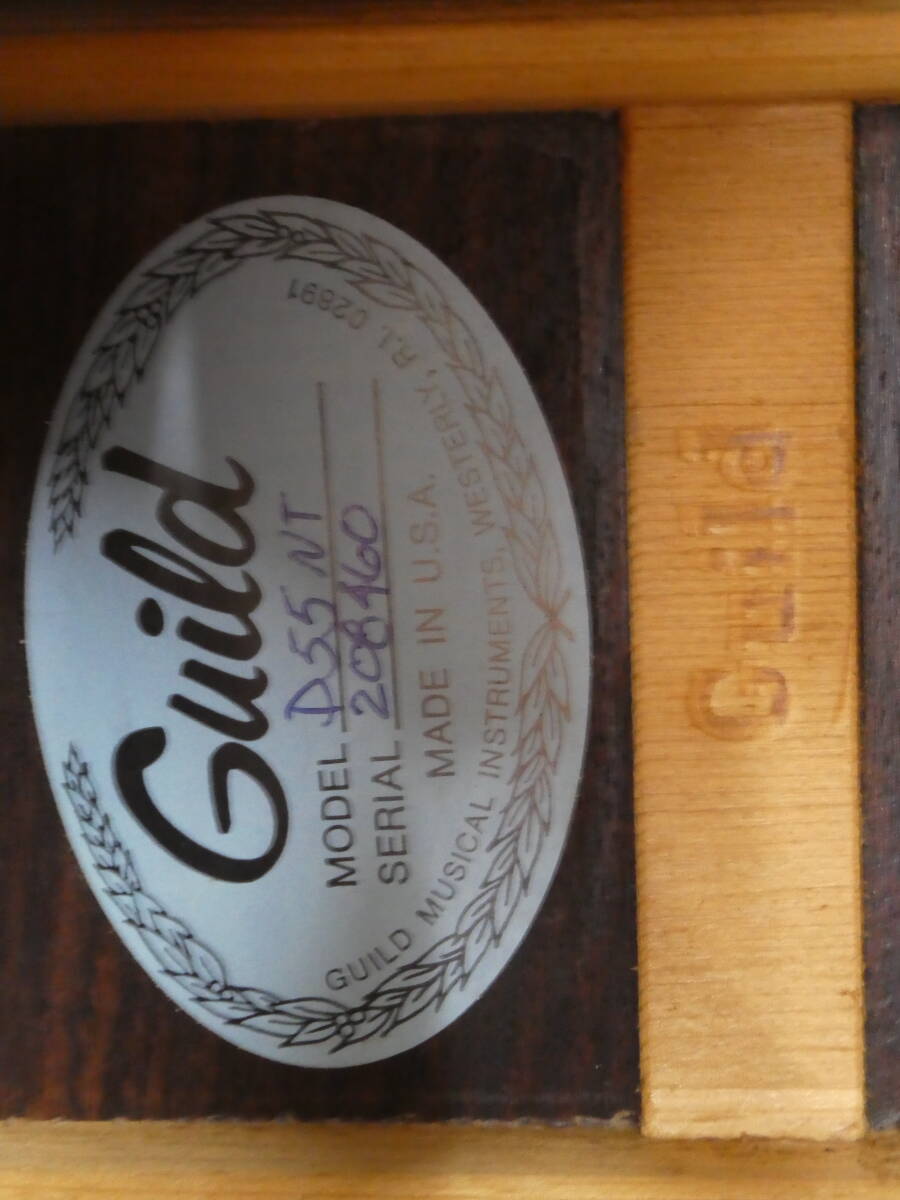 Guild
MODEL D55 NT
SERIAL 208460
MADE IN U.S.A.
GUILD MUSICAL INSTRUMENTS, WESTERLY, R.I. 02891
Guild